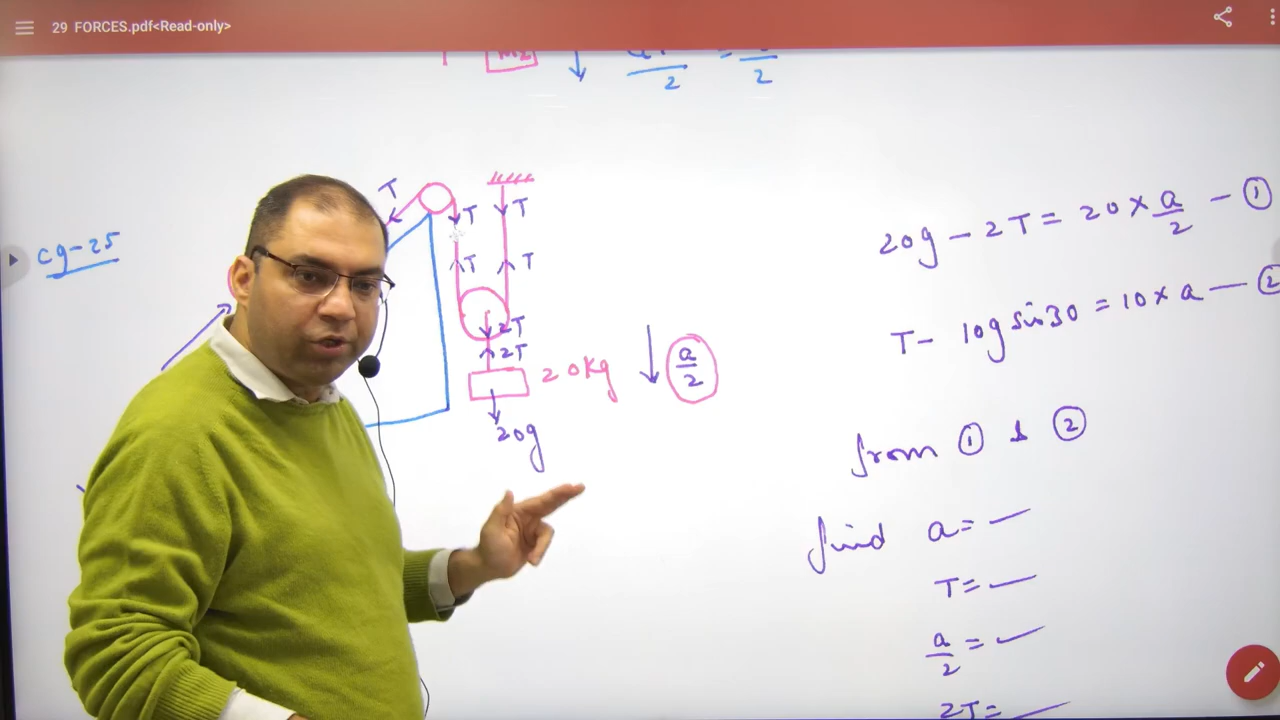 29 FORCES.pdf<Read-only>
m2
2
2
cg-25
T
T
T
T
T
2T
2T
20kg
a/2
20g
20g - 2T = 20 × a/2 - ①
T - 10g sin30 = 10 × a - ②
from ① & ②
find a =
T =
a/2 =
2T =